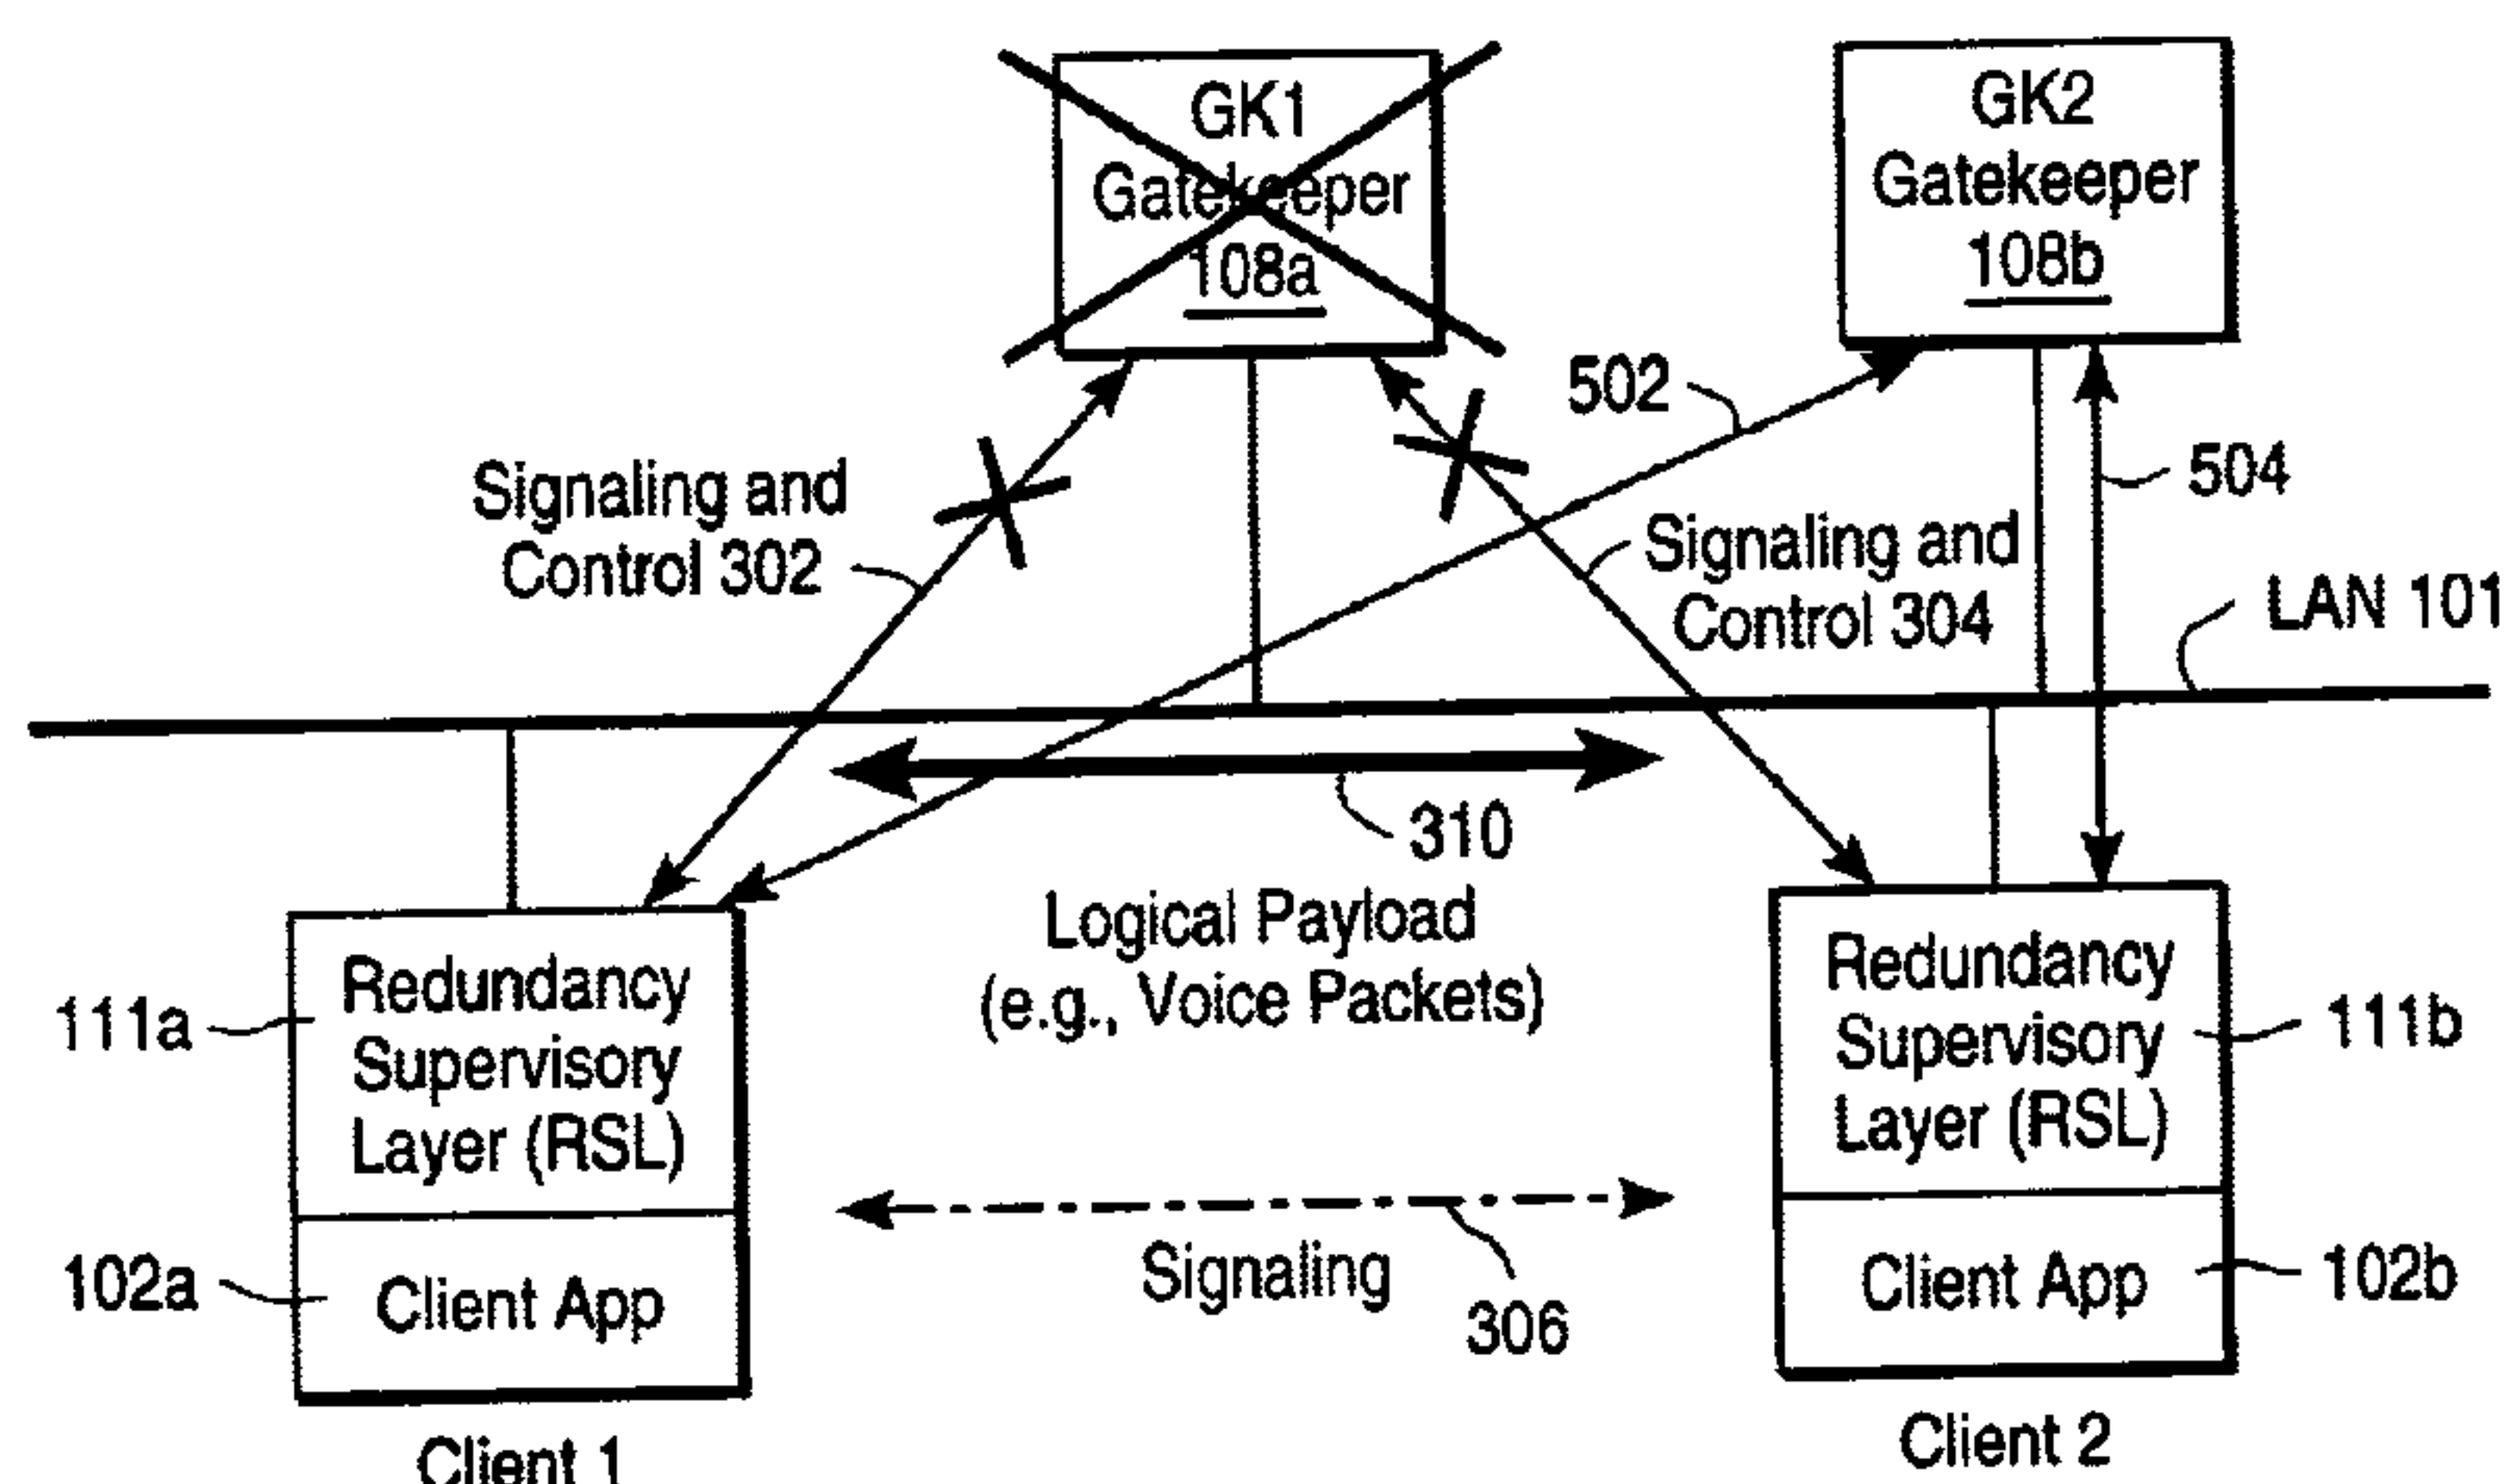 GK1
Gatekeeper
108a
GK2
Gatekeeper
108b
502
504
Signaling and
Control 302
Signaling and
Control 304
LAN 101
310
Logical Payload
(e.g., Voice Packets)
111a
Redundancy
Supervisory
Layer (RSL)
Redundancy
Supervisory
Layer (RSL)
111b
102a
Client App
Signaling
306
Client App
102b
Client 1
Client 2